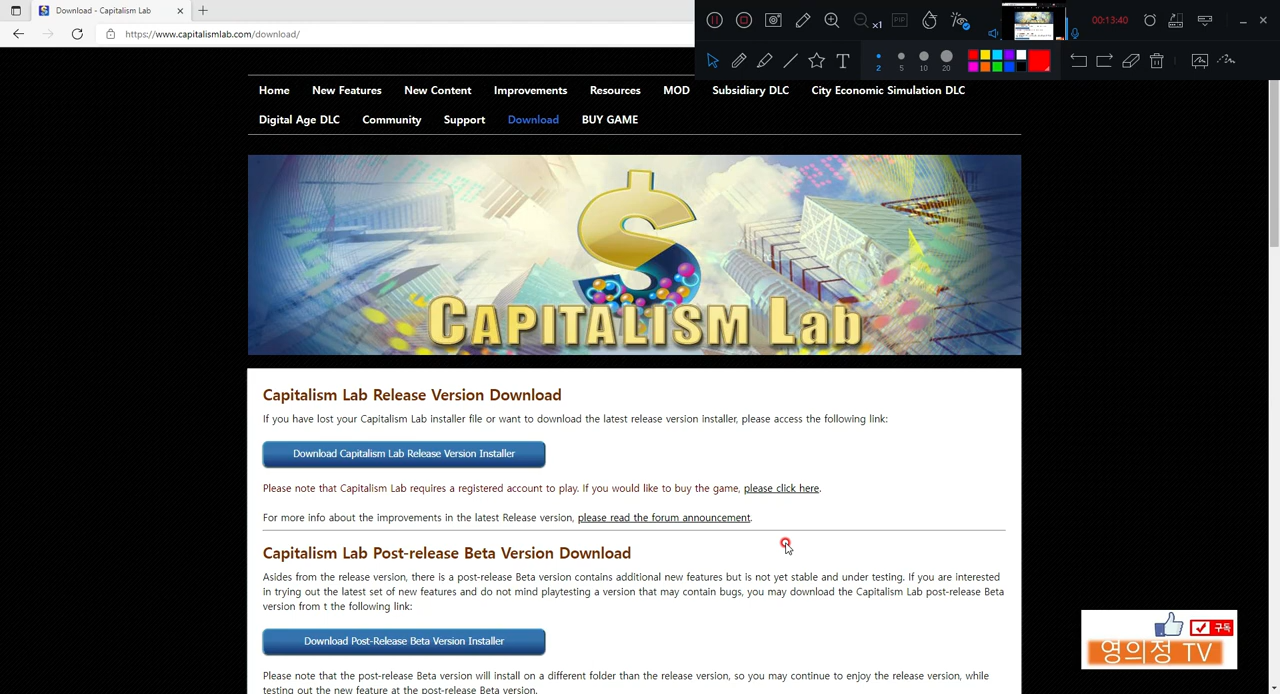 Download - Capitalism Lab
https://www.capitalismlab.com/download/
x1
PIP
00:13:40
T
2 5 10 20
Home New Features New Content Improvements Resources MOD Subsidiary DLC City Economic Simulation DLC
Digital Age DLC Community Support Download BUY GAME
CAPITALISM Lab
Capitalism Lab Release Version Download
If you have lost your Capitalism Lab installer file or want to download the latest release version installer, please access the following link:
Download Capitalism Lab Release Version Installer
Please note that Capitalism Lab requires a registered account to play. If you would like to buy the game, please click here.
For more info about the improvements in the latest Release version, please read the forum announcement.
Capitalism Lab Post-release Beta Version Download
Asides from the release version, there is a post-release Beta version contains additional new features but is not yet stable and under testing. If you are interested
in trying out the latest set of new features and do not mind playtesting a version that may contain bugs, you may download the Capitalism Lab post-release Beta
version from t the following link:
Download Post-Release Beta Version Installer
Please note that the post-release Beta version will install on a different folder than the release version, so you may continue to enjoy the release version, while
testing out the new feature at the post-release Beta version.
구독
영의정 TV